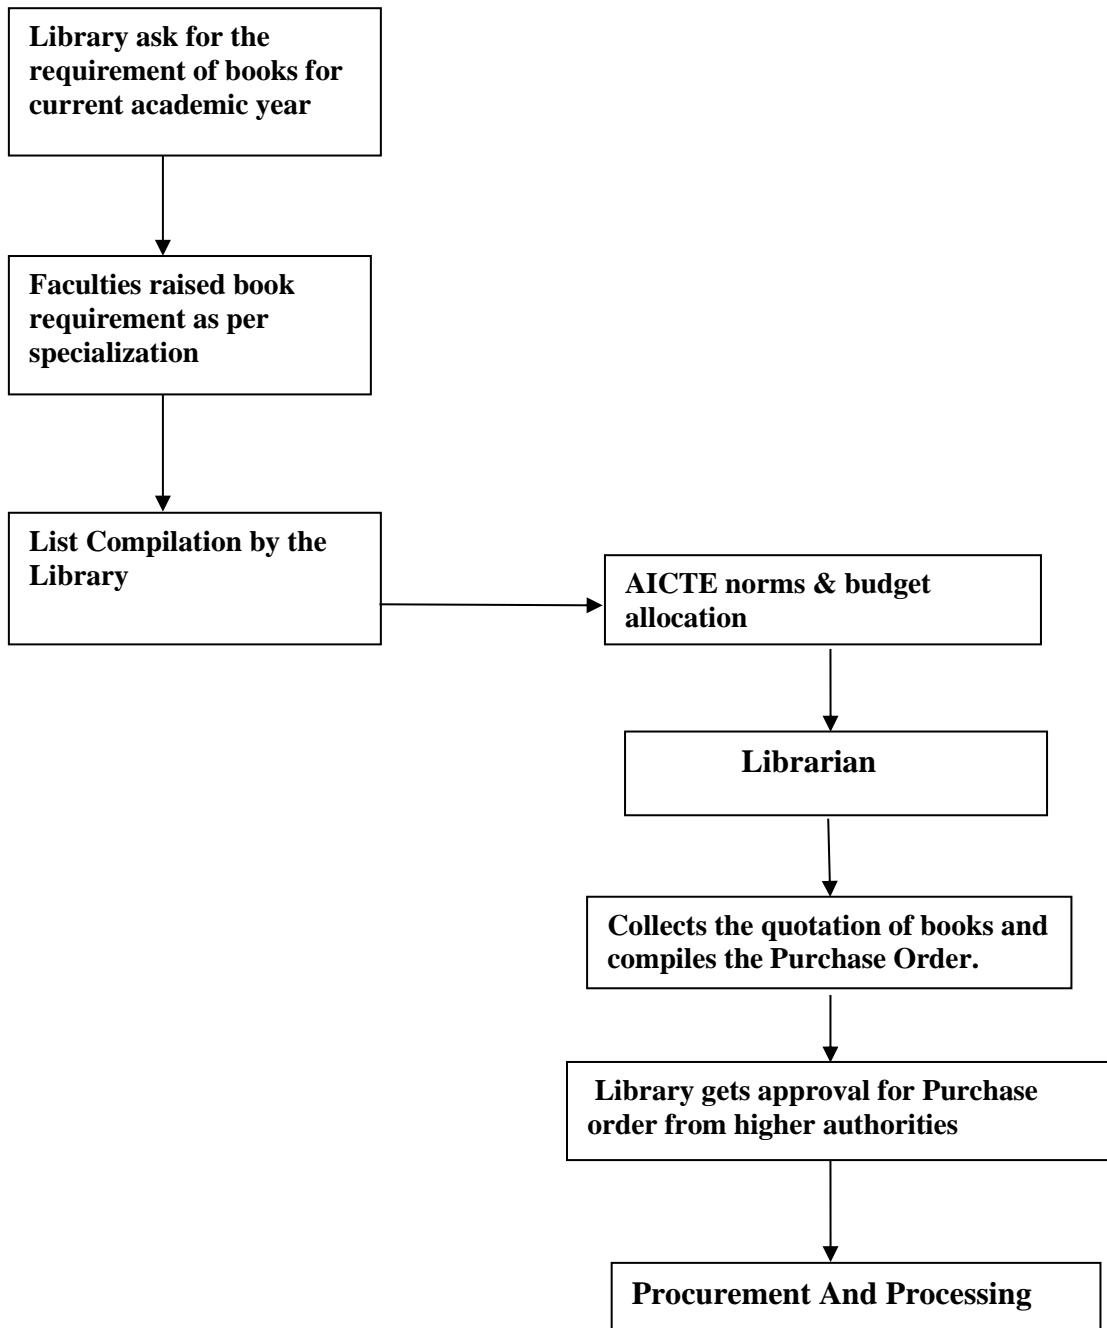 Library ask for the
requirement of books for
current academic year
Faculties raised book
requirement as per
specialization
List Compilation by the
Library
AICTE norms & budget
allocation
Librarian
Collects the quotation of books and
compiles the Purchase Order.
Library gets approval for Purchase
order from higher authorities
Procurement And Processing